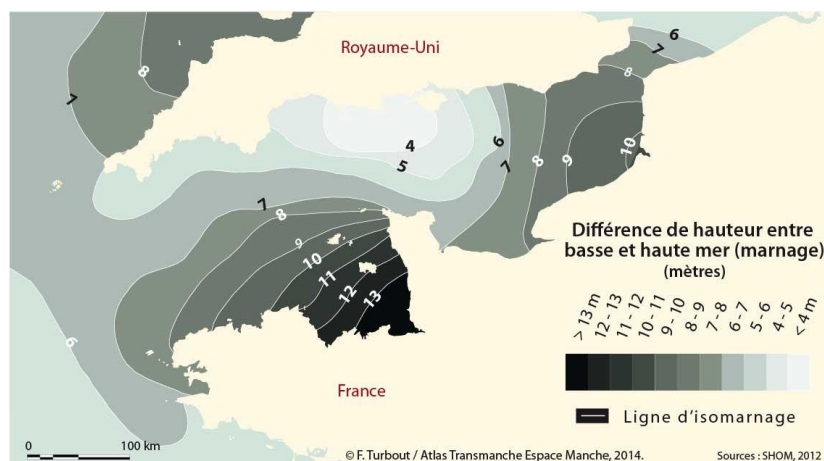 Royaume-Uni
6
7
8
8
7
4
5
6
7
8
9
10
7
8
9
10
11
12
13
6
Différence de hauteur entre
basse et haute mer (marnage)
(mètres)
> 13 m
12 - 13
11 - 12
10 - 11
9 - 10
8 - 9
7 - 8
6 - 7
5 - 6
4 - 5
< 4 m
Ligne d'isomarnage
France
0 100 km
© F. Turbout / Atlas Transmanche Espace Manche, 2014.
Sources : SHOM, 2012